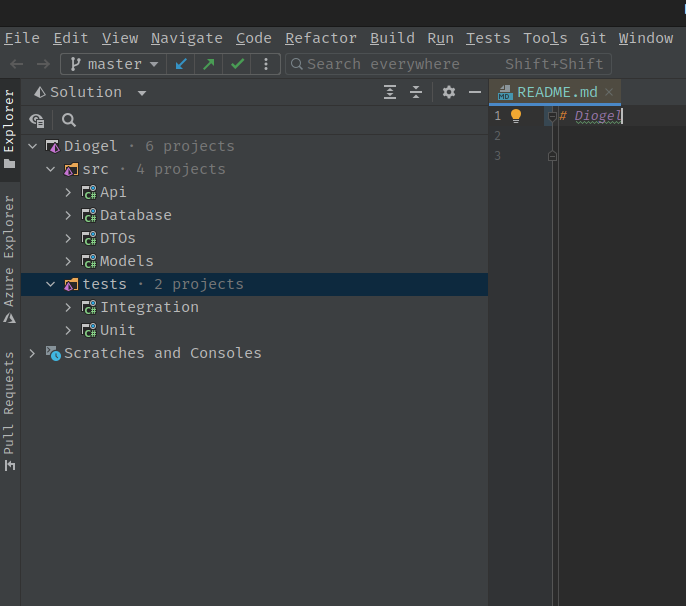 File Edit View Navigate Code Refactor Build Run Tests Tools Git Window
master Search everywhere Shift+Shift
Explorer
Azure Explorer
Pull Requests
Solution
Diogel · 6 projects
src · 4 projects
C# Api
C# Database
C# DTOs
C# Models
tests · 2 projects
C# Integration
C# Unit
Scratches and Consoles
MD README.md
1 # Diogel
2
3